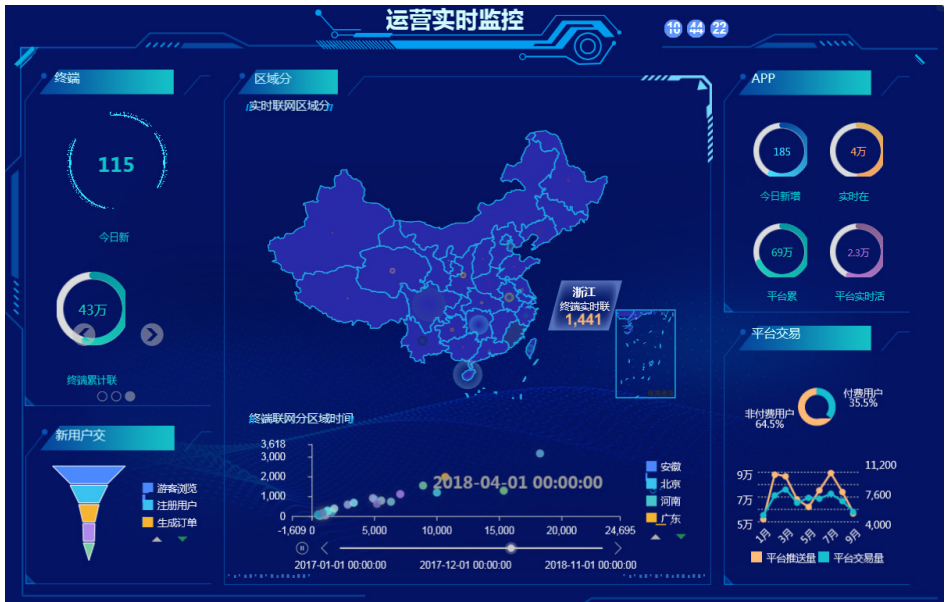 运营实时监控
10 44 22
终端
115
今日新
43万
终端累计联
新用户交
游客浏览
注册用户
生成订单
区域分
实时联网区域分
浙江
终端实时联
1,441
终端联网分区域时间
3,618
3,000
2,000
1,000
0
-1,609 0 5,000 10,000 15,000 20,000 24,695
2018-04-01 00:00:00
安徽
北京
河南
广东
2017-01-01 00:00:00 2017-12-01 00:00:00 2018-11-01 00:00:00
APP
185
4万
今日新增
实时在
69万
2.3万
平台累
平台实时活
平台交易
付费用户
35.5%
非付费用户
64.5%
9万
7万
5万
11,200
7,600
4,000
1月 3月 5月 7月 9月
平台推送量 平台交易量